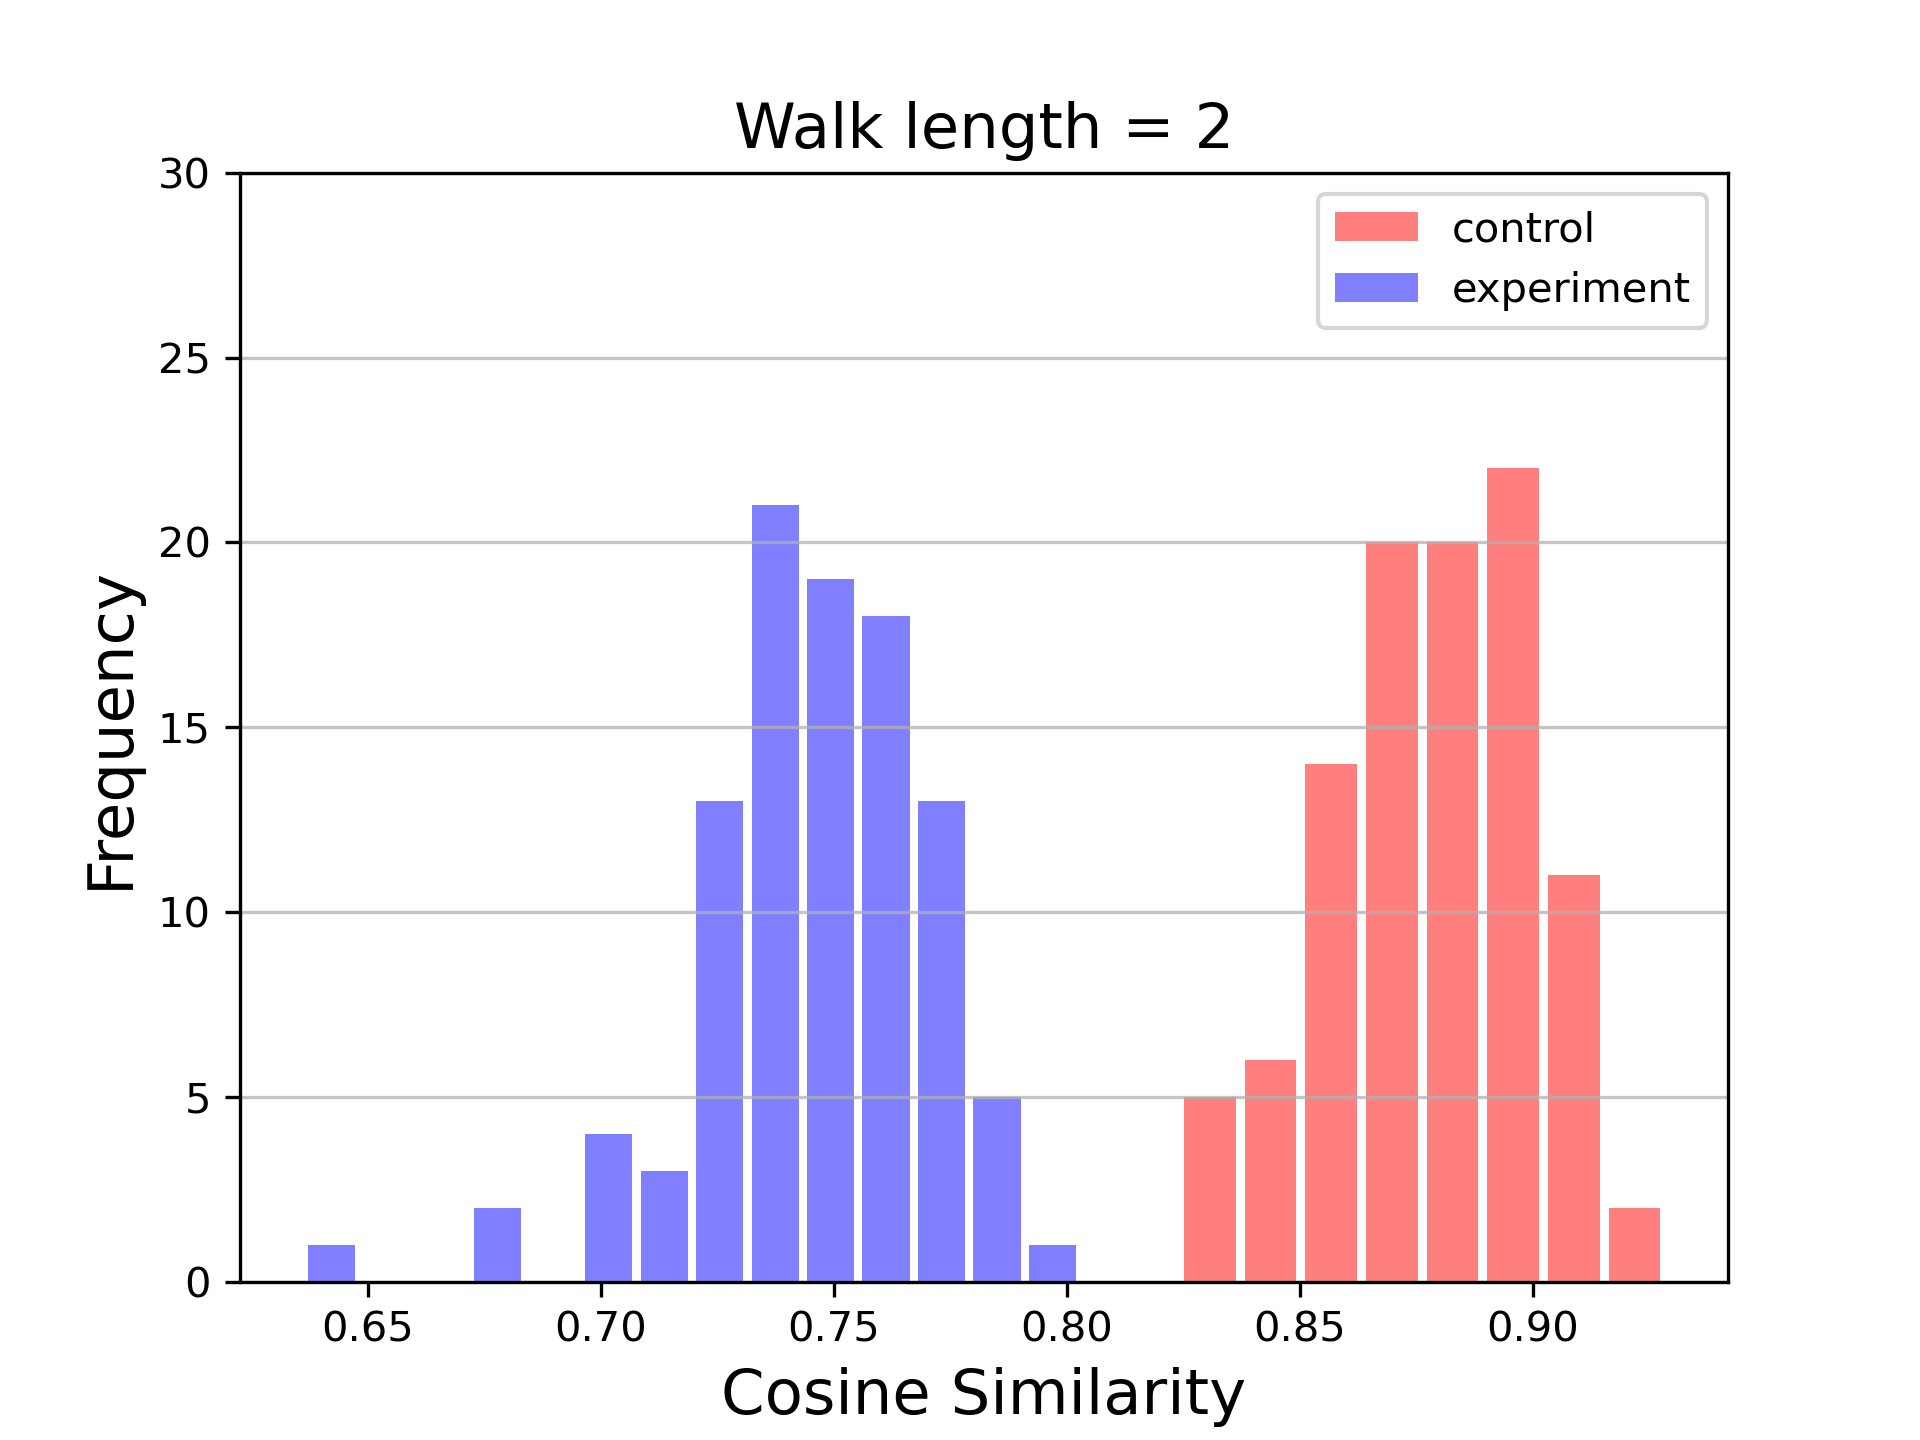 Walk length = 2
30
25
20
15
10
5
0
Frequency
control
experiment
0.65 0.70 0.75 0.80 0.85 0.90
Cosine Similarity